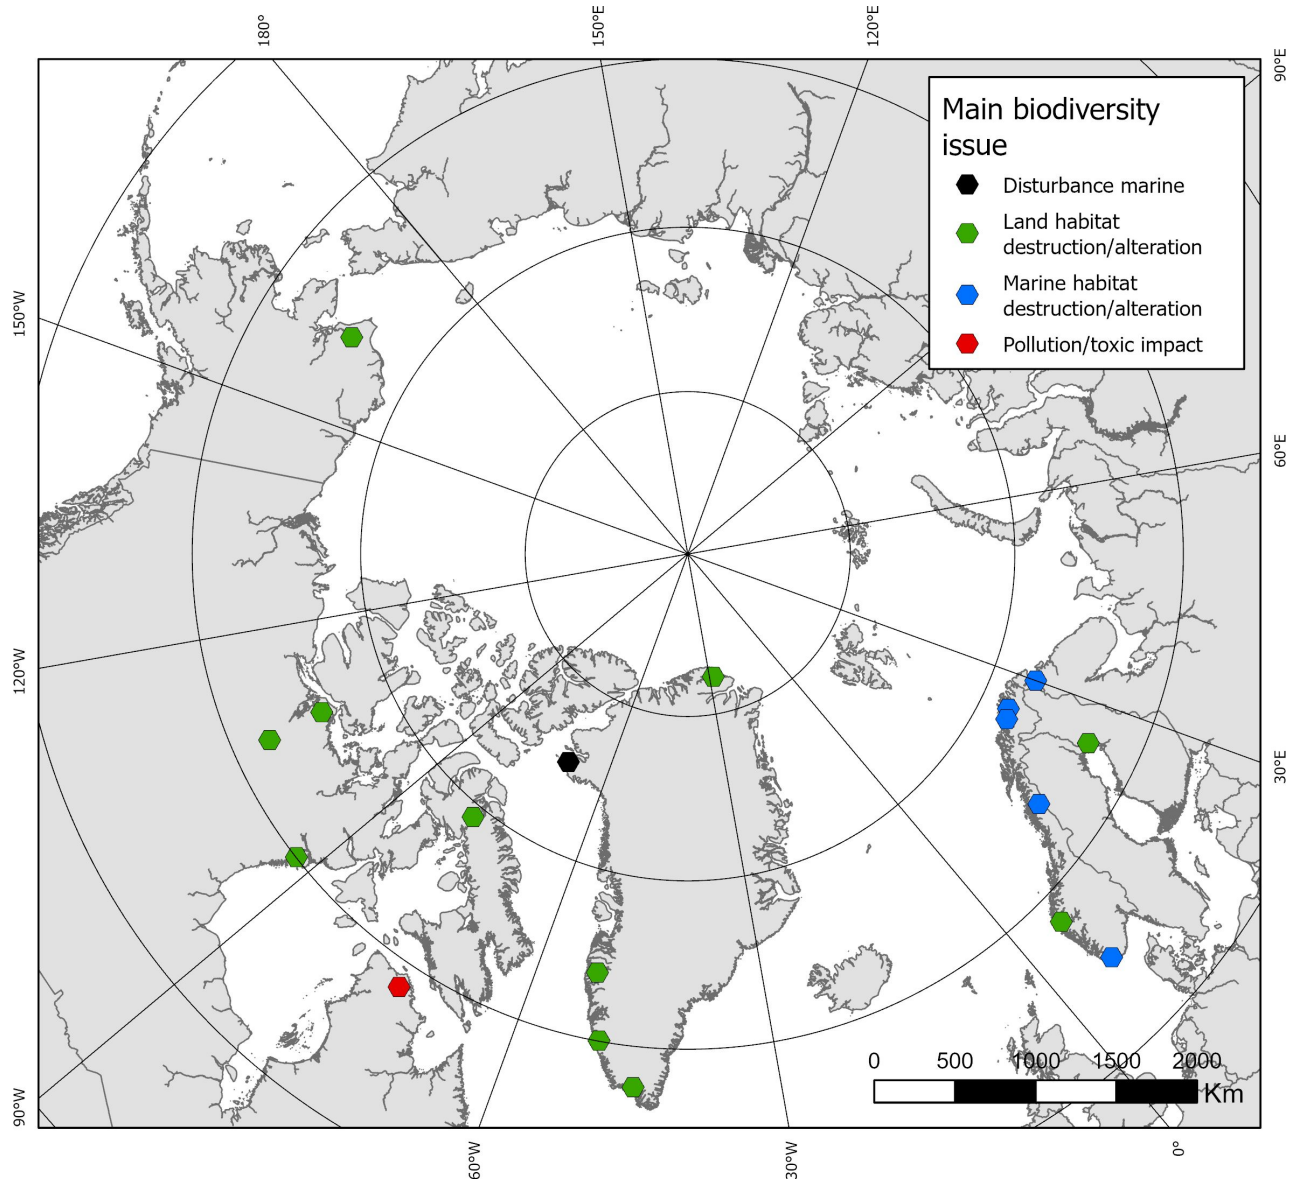 180°
150°E
120°E
90°E
Main biodiversity
issue
Disturbance marine
Land habitat
destruction/alteration
Marine habitat
destruction/alteration
Pollution/toxic impact
150°W
60°E
120°W
30°E
0 500 1000 1500 2000
Km
90°W
60°W
30°W
0°